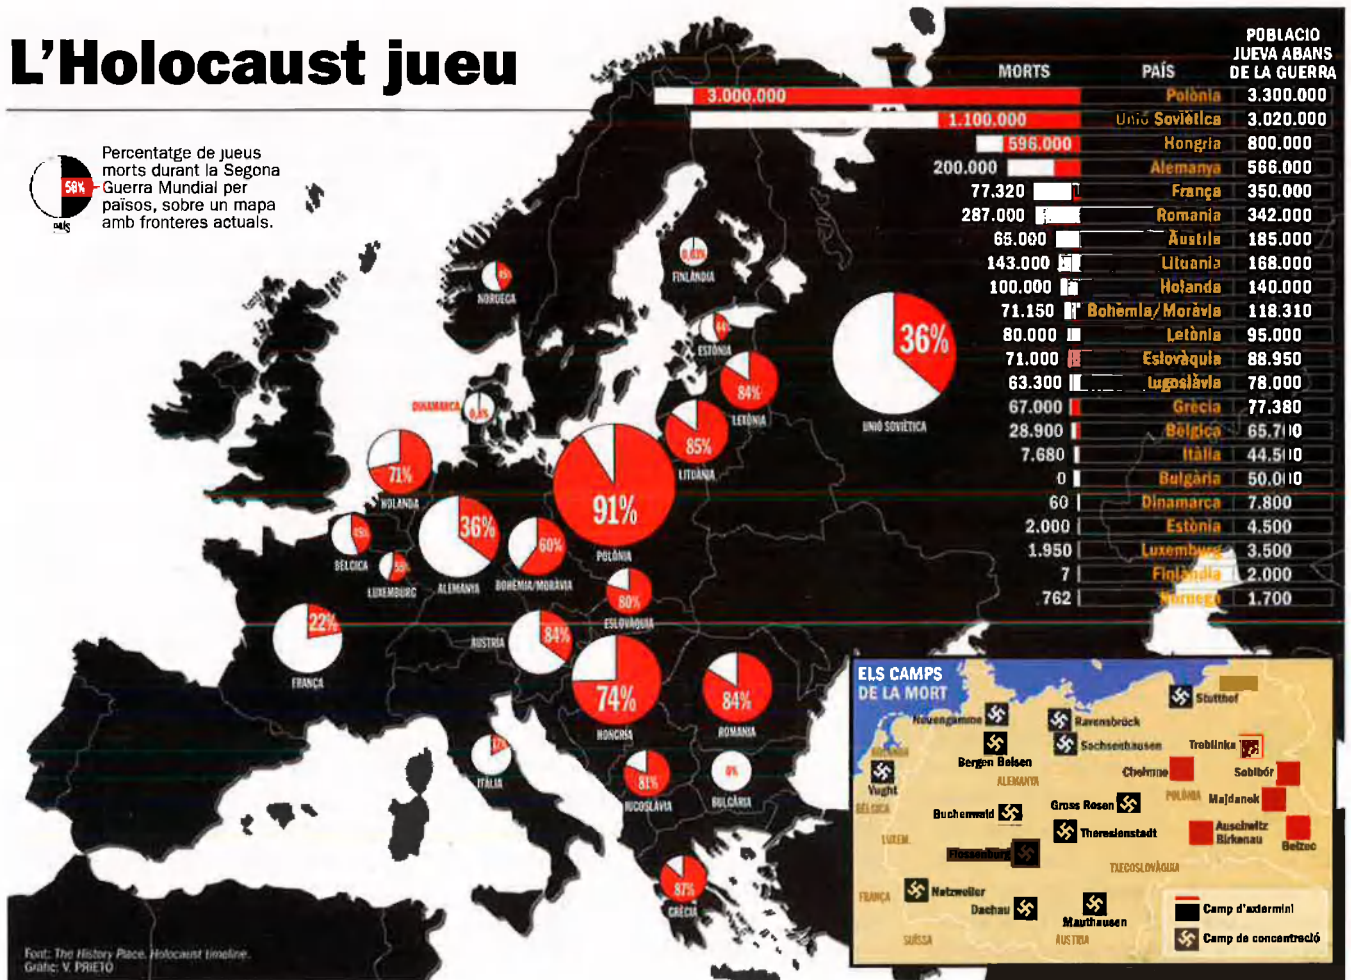 L'Holocaust jueu
Percentatge de jueus
morts durant la Segona
58% Guerra Mundial per
països, sobre un mapa
amb fronteres actuals.
PAÍS
MORTS PAÍS POBLACIO JUEVA ABANS DE LA GUERRA
3.000.000 Polònia 3.300.000
1.100.000 Unió Soviètica 3.020.000
596.000 Hongria 800.000
200.000 Alemanya 566.000
77.320 França 350.000
287.000 Romania 342.000
65.000 Àustria 185.000
143.000 Lituania 168.000
100.000 Holanda 140.000
71.150 Bohèmia/Moràvia 118.310
80.000 Letònia 95.000
71.000 Eslovàquia 88.950
63.300 Iugoslàvia 78.000
67.000 Grècia 77.380
28.900 Bèlgica 65.700
7.680 Itàlia 44.500
0 Bulgària 50.000
60 Dinamarca 7.800
2.000 Estònia 4.500
1.950 Luxemburg 3.500
7 Finlàndia 2.000
762 Noruega 1.700
NORUEGA
FINLÀNDIA
ESTÒNIA
36%
UNIÓ SOVIÈTICA
84%
LETÒNIA
DINAMARCA
85%
LITUÀNIA
71%
HOLANDA
91%
POLÒNIA
36%
ALEMANYA
60%
BOHÈMIA/MORÀVIA
BÈLGICA
55%
LUXEMBURG
80%
ESLOVÀQUIA
22%
FRANÇA
ÀUSTRIA
84%
74%
HONGRIA
84%
ROMANIA
17%
ITÀLIA
81%
IUGOSLÀVIA
0%
BULGÀRIA
87%
GRÈCIA
ELS CAMPS
DE LA MORT
Stutthof
Neuengamme
Ravensbrück
Bergen Belsen
Sachsenhausen
Treblinka
Vught
ALEMANYA
Chelmno
Sobibór
BÈLGICA
POLÒNIA
Majdanek
Buchenwald
Gross Rosen
LUXEM.
Theresienstadt
Auschwitz
Birkenau
Belzec
Flossenburg
TXECOSLOVÀQUIA
FRANÇA
Natzweiler
Dachau
Mauthausen
SUÏSSA
ÀUSTRIA
Camp d'extermini
Camp de concentració
Font: The History Place. Holocaust timeline.
Gràfic: V. PRIETO